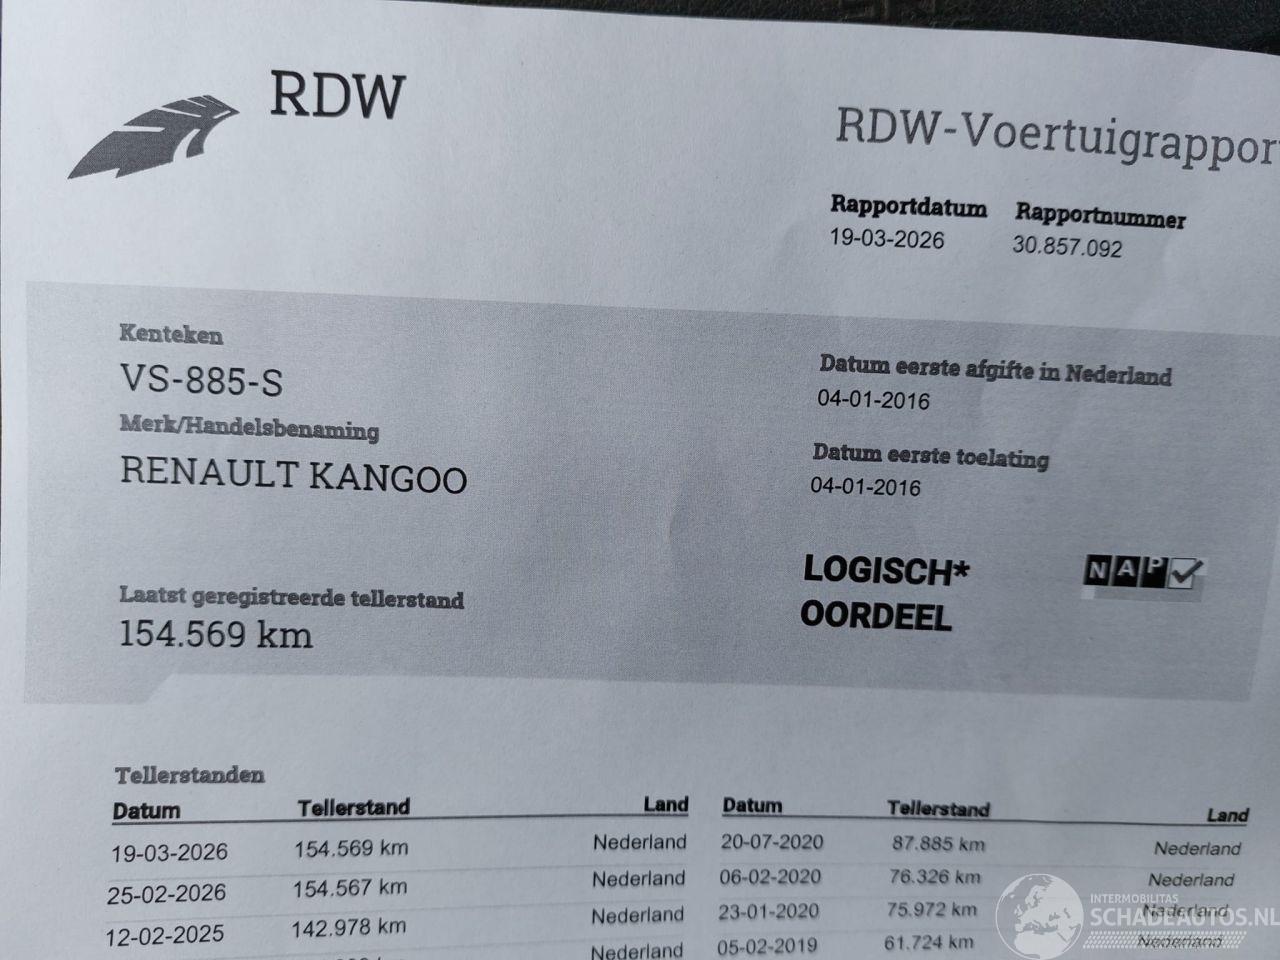 RDW
RDW-Voertuigrapport
Rapportdatum Rapportnummer
19-03-2026 30.857.092
Kenteken
VS-885-S
Merk/Handelsbenaming
RENAULT KANGOO
Datum eerste afgifte in Nederland
04-01-2016
Datum eerste toelating
04-01-2016
LOGISCH*
OORDEEL
NAP
Laatst geregistreerde tellerstand
154.569 km
Tellerstanden
Datum Tellerstand Land Datum Tellerstand Land
19-03-2026 154.569 km Nederland 20-07-2020 87.885 km Nederland
25-02-2026 154.567 km Nederland 06-02-2020 76.326 km Nederland
12-02-2025 142.978 km Nederland 23-01-2020 75.972 km Nederland
Nederland 05-02-2019 61.724 km Nederland
INTERMOBILITAS
SCHADEAUTOS.NL